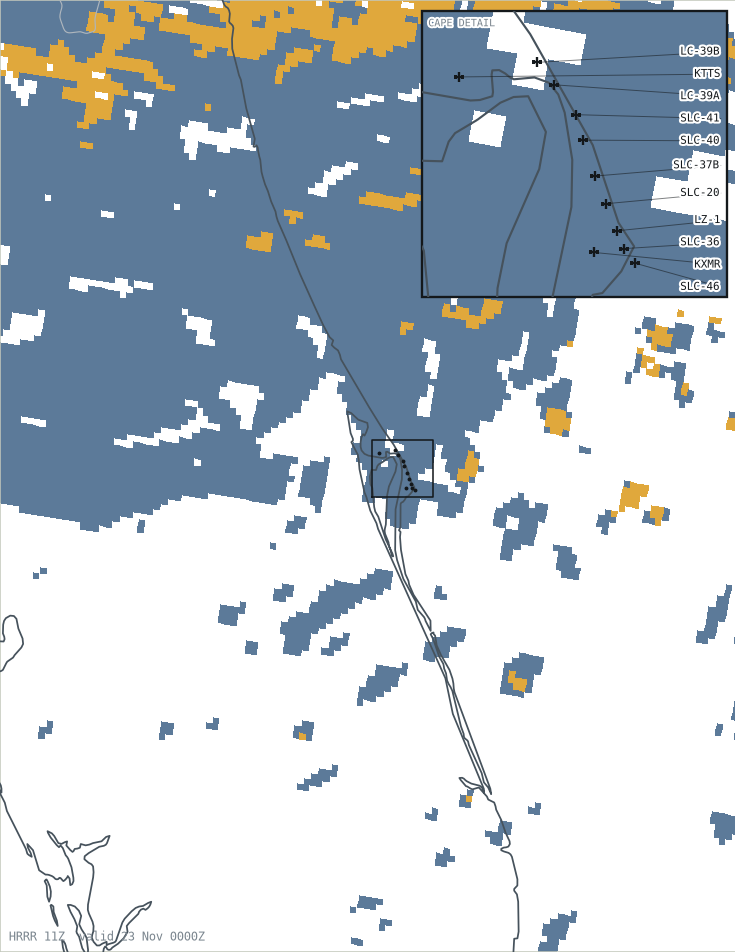 CAPE DETAIL
LC-39B
KTTS
LC-39A
SLC-41
SLC-40
SLC-37B
SLC-20
LZ-1
SLC-36
KXMR
SLC-46
HRRR 11Z valid 23 Nov 0000Z